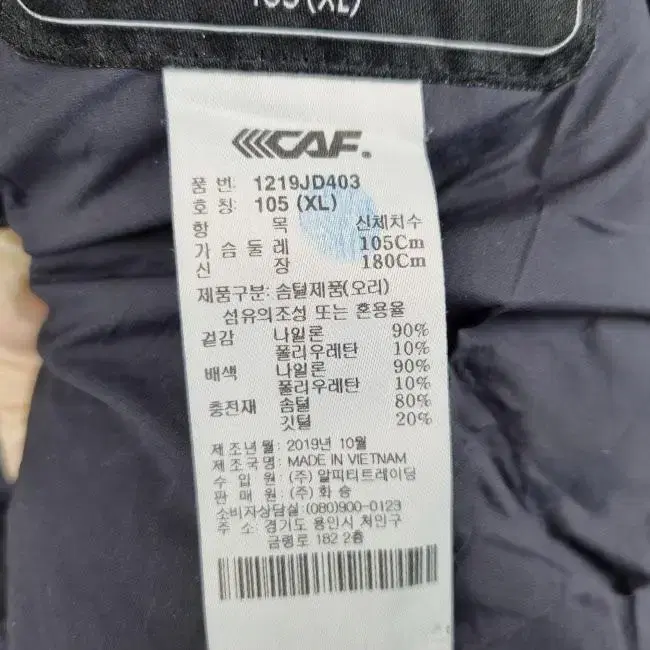 105 (XL)
CAF.
품 번: 1219JD403
호 칭: 105 (XL)
항 목 신체치수
가 슴 둘 레 105Cm
신 장 180Cm
제품구분: 솜털제품(오리)
섬유의조성 또는 혼용율
겉감 나일론 90%
폴리우레탄 10%
배색 나일론 90%
폴리우레탄 10%
충전재 솜털 80%
깃털 20%
제 조 년 월 : 2019년 10월
제 조 국 명 : MADE IN VIETNAM
수 입 원 : (주) 알피티트레이딩
판 매 원 : (주) 화 승
소비자상담실 : (080)900-0123
주 소: 경기도 용인시 처인구
금령로 182 2층